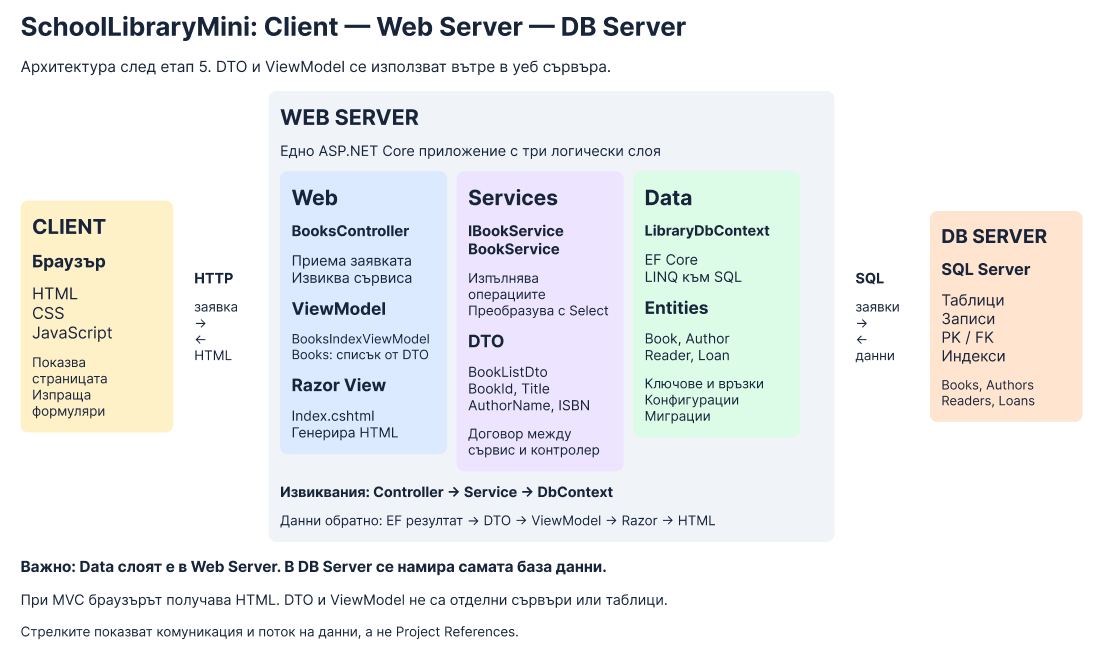 SchoolLibraryMini: Client — Web Server — DB Server
Архитектура след етап 5. DTO и ViewModel се използват вътре в уеб сървъра.
CLIENT
Браузър
HTML
CSS
JavaScript
Показва
страницата
Изпраща
формуляри
HTTP
заявка
→
←
HTML
WEB SERVER
Едно ASP.NET Core приложение с три логически слоя
Web
BooksController
Приема заявката
Извиква сървиса
ViewModel
BooksIndexViewModel
Books: списък от DTO
Razor View
Index.cshtml
Генерира HTML
Services
IBookService
BookService
Изпълнява
операциите
Преобразува с Select
DTO
BookListDto
BookId, Title
AuthorName, ISBN
Договор между
сървис и контролер
Data
LibraryDbContext
EF Core
LINQ към SQL
Entities
Book, Author
Reader, Loan
Ключове и връзки
Конфигурации
Миграции
Извиквания: Controller → Service → DbContext
Данни обратно: EF резултат → DTO → ViewModel → Razor → HTML
SQL
заявки
→
←
данни
DB SERVER
SQL Server
Таблици
Записи
PK / FK
Индекси
Books, Authors
Readers, Loans
Важно: Data слоят е в Web Server. В DB Server се намира самата база данни.
При MVC браузърът получава HTML. DTO и ViewModel не са отделни сървъри или таблици.
Стрелките показват комуникация и поток на данни, а не Project References.